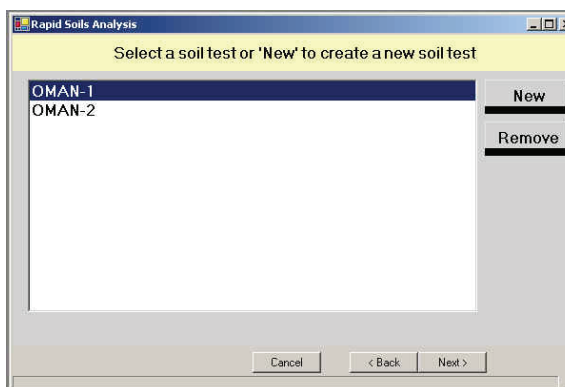 Rapid Soils Analysis
Select a soil test or 'New' to create a new soil test
OMAN-1
OMAN-2
New
Remove
Cancel
< Back
Next >